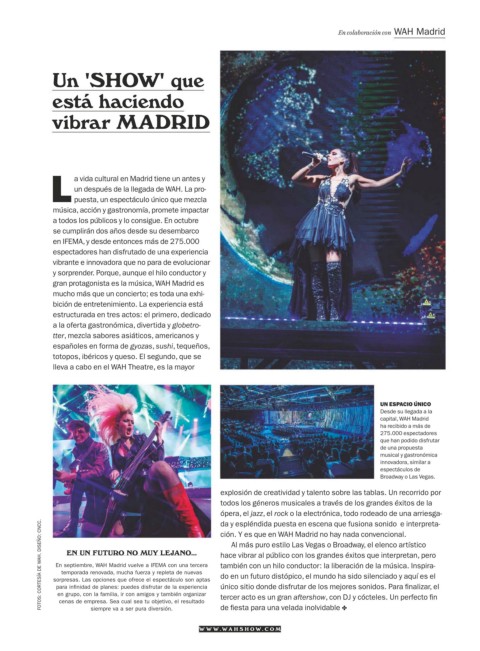 En colaboración con WAH Madrid
Un 'SHOW' que
está haciendo
vibrar MADRID
La vida cultural en Madrid tiene un antes y
un después de la llegada de WAH. La pro-
puesta, un espectáculo único que mezcla
música, acción y gastronomía, promete impactar
a todos los públicos y lo consigue. En octubre
se cumplirán dos años desde su desembarco
en IFEMA, y desde entonces más de 275.000
espectadores han disfrutado de una experiencia
vibrante e innovadora que no para de evolucionar
y sorprender. Porque, aunque el hilo conductor y
gran protagonista es la música, WAH Madrid es
mucho más que un concierto; es toda una exhi-
bición de entretenimiento. La experiencia está
estructurada en tres actos: el primero, dedicado
a la oferta gastronómica, divertida y globetro-
tter, mezcla sabores asiáticos, americanos y
españoles en forma de gyozas, sushi, tequeños,
totopos, ibéricos y queso. El segundo, que se
lleva a cabo en el WAH Theatre, es la mayor
UN ESPACIO ÚNICO
Desde su llegada a la
capital, WAH Madrid
ha recibido a más de
275.000 espectadores
que han podido disfrutar
de una propuesta
musical y gastronómica
innovadora, similar a
espectáculos de
Broadway o Las Vegas.
explosión de creatividad y talento sobre las tablas. Un recorrido por
todos los géneros musicales a través de los grandes éxitos de la
ópera, el jazz, el rock o la electrónica, todo rodeado de una arriesga-
da y espléndida puesta en escena que fusiona sonido e interpreta-
ción. Y es que en WAH Madrid no hay nada convencional.
Al más puro estilo Las Vegas o Broadway, el elenco artístico
hace vibrar al público con los grandes éxitos que interpretan, pero
también con un hilo conductor: la liberación de la música. Inspira-
do en un futuro distópico, el mundo ha sido silenciado y aquí es el
único sitio donde disfrutar de los mejores sonidos. Para finalizar, el
tercer acto es un gran aftershow, con DJ y cócteles. Un perfecto fin
de fiesta para una velada inolvidable
EN UN FUTURO NO MUY LEJANO...
En septiembre, WAH Madrid vuelve a IFEMA con una tercera
temporada renovada, mucha fuerza y repleta de nuevas
sorpresas. Las opciones que ofrece el espectáculo son aptas
para infinidad de planes: puedes disfrutar de la experiencia
en grupo, con la familia, ir con amigos y también organizar
cenas de empresa. Sea cual sea tu objetivo, el resultado
siempre va a ser pura diversión.
FOTOS: CORTESÍA DE WAH. DISEÑO: CNCC.
WWW.WAHSHOW.COM